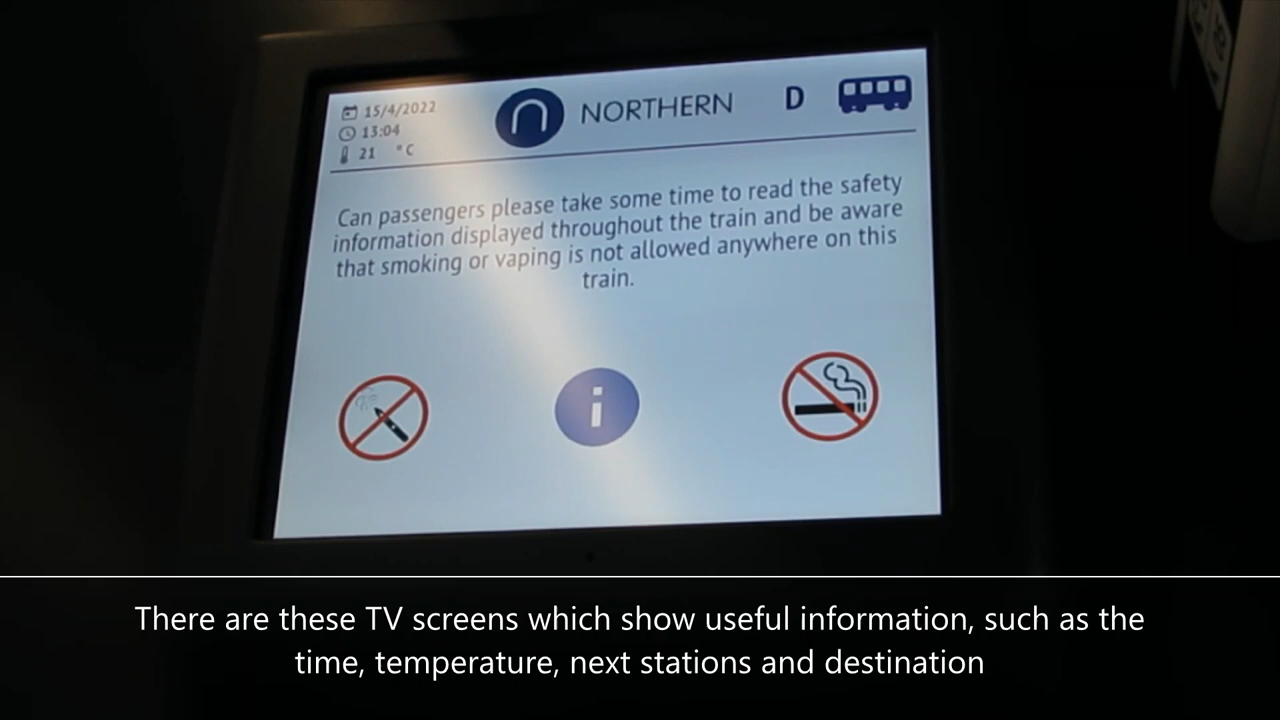 15/4/2022
13:04
21 °C
NORTHERN
D
Can passengers please take some time to read the safety
information displayed throughout the train and be aware
that smoking or vaping is not allowed anywhere on this
train.
i
There are these TV screens which show useful information, such as the
time, temperature, next stations and destination